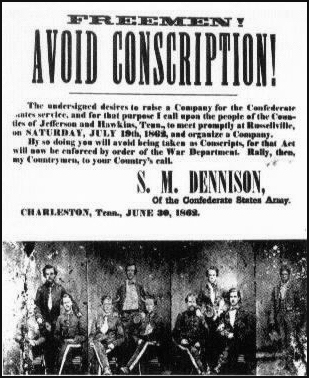 FREEMEN!
AVOID CONSCRIPTION!
The undersigned desires to raise a Company for the Confederate
States service, and for that purpose I call upon the people of the Coun-
ties of Jefferson and Hawkins, Tenn., to meet promptly at Russellville,
on SATURDAY, JULY 19th, 1862, and organize a Company.
By so doing you will avoid being taken as Conscripts, for that Act
will now be enforced by order of the War Department. Rally, then,
my Countrymen, to your Country's call.
S. M. DENNISON,
Of the Confederate States Army.
CHARLESTON, Tenn., JUNE 30, 1862.